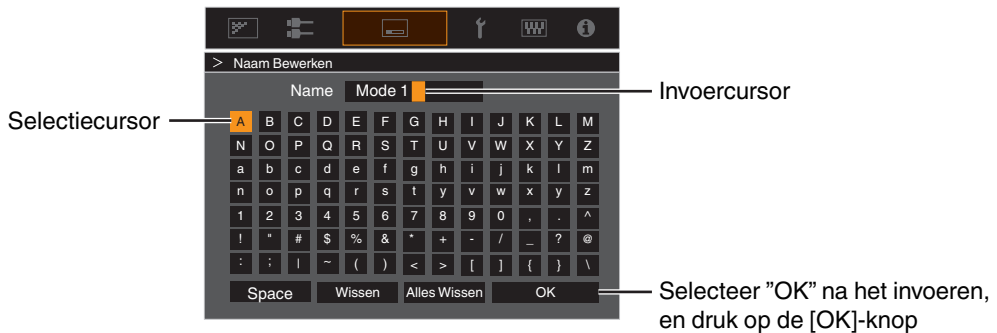 > Naam Bewerken
Name Mode 1
Invoercursor
Selectiecursor
A B C D E F G H I J K L M
N O P Q R S T U V W X Y Z
a b c d e f g h i j k l m
n o p q r s t y v w x y z
1 2 3 4 5 6 7 8 9 0 , . ^
! " # $ % & * + - / _ ? @
: ; | ~ ( ) < > [ ] { } \
Space Wissen Alles Wissen OK
Selecteer ”OK” na het invoeren,
en druk op de [OK]-knop